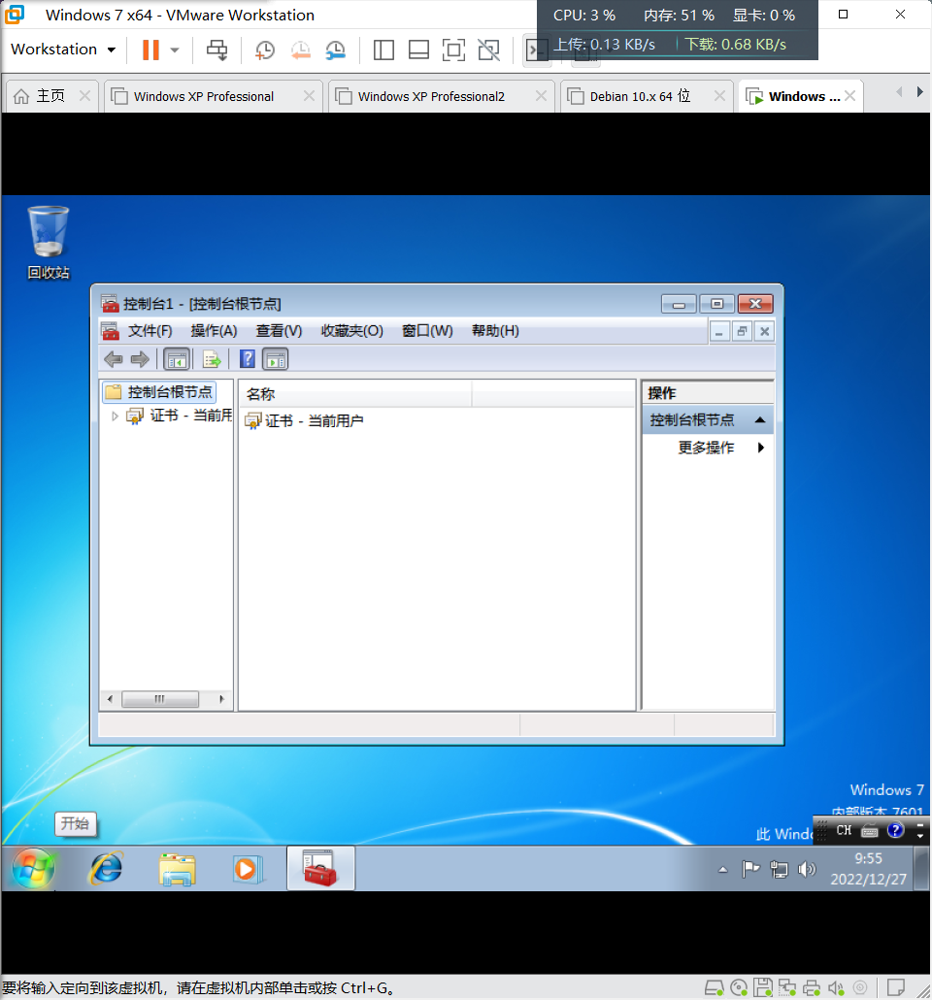 Windows 7 x64 - VMware Workstation
CPU: 3 % 内存: 51 % 显卡: 0 %
上传: 0.13 KB/s 下载: 0.68 KB/s
Workstation
主页
Windows XP Professional
Windows XP Professional2
Debian 10.x 64 位
Windows ...
回收站
控制台1 - [控制台根节点]
文件(F) 操作(A) 查看(V) 收藏夹(O) 窗口(W) 帮助(H)
控制台根节点
证书 - 当前用
名称
证书 - 当前用户
操作
控制台根节点
更多操作
Windows 7
内部版本 7601
此 Windo
CH
开始
9:55
2022/12/27
要将输入定向到该虚拟机，请在虚拟机内部单击或按 Ctrl+G。